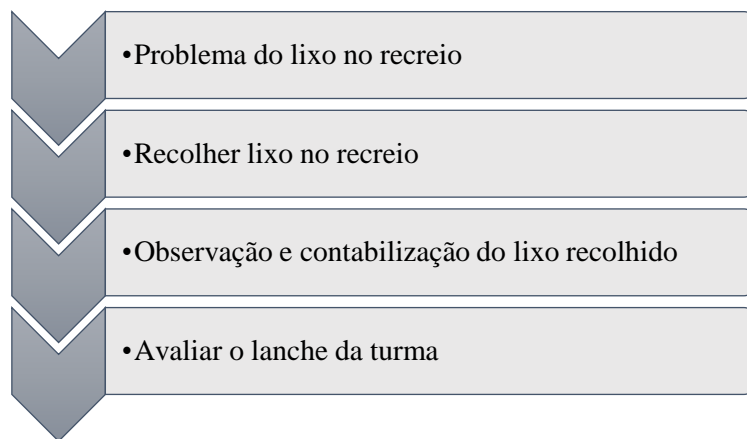 •Problema do lixo no recreio
•Recolher lixo no recreio
•Observação e contabilização do lixo recolhido
•Avaliar o lanche da turma